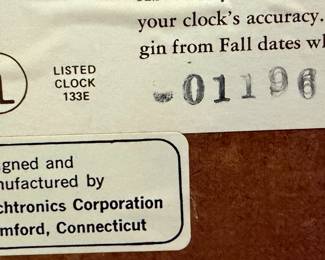 your clock's accuracy.
gin from Fall dates wh
L
LISTED
CLOCK
133E
01196
gned and
nufactured by
chtronics Corporation
mford, Connecticut